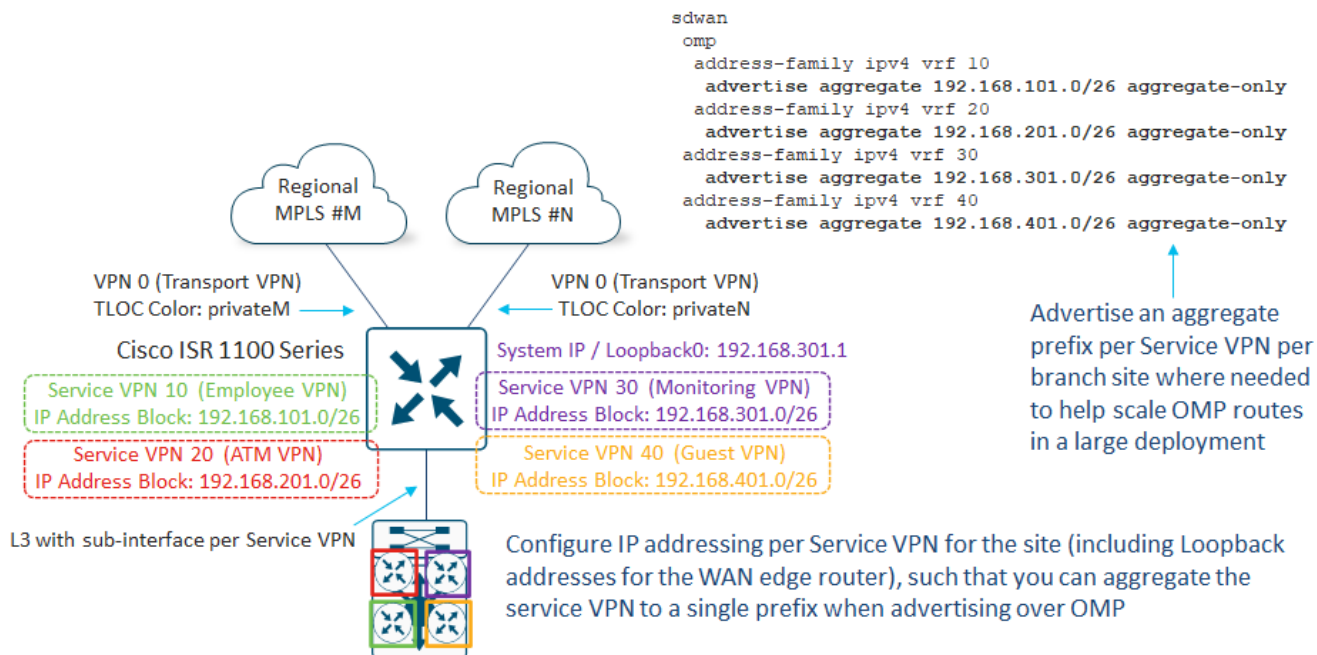 sdwan
omp
address-family ipv4 vrf 10
advertise aggregate 192.168.101.0/26 aggregate-only
address-family ipv4 vrf 20
advertise aggregate 192.168.201.0/26 aggregate-only
address-family ipv4 vrf 30
advertise aggregate 192.168.301.0/26 aggregate-only
address-family ipv4 vrf 40
advertise aggregate 192.168.401.0/26 aggregate-only
Regional
MPLS #M
Regional
MPLS #N
VPN 0 (Transport VPN)
TLOC Color: privateM
VPN 0 (Transport VPN)
TLOC Color: privateN
Cisco ISR 1100 Series
System IP / Loopback0: 192.168.301.1
Service VPN 10 (Employee VPN)
IP Address Block: 192.168.101.0/26
Service VPN 30 (Monitoring VPN)
IP Address Block: 192.168.301.0/26
Service VPN 20 (ATM VPN)
IP Address Block: 192.168.201.0/26
Service VPN 40 (Guest VPN)
IP Address Block: 192.168.401.0/26
Advertise an aggregate
prefix per Service VPN per
branch site where needed
to help scale OMP routes
in a large deployment
L3 with sub-interface per Service VPN
Configure IP addressing per Service VPN for the site (including Loopback
addresses for the WAN edge router), such that you can aggregate the
service VPN to a single prefix when advertising over OMP